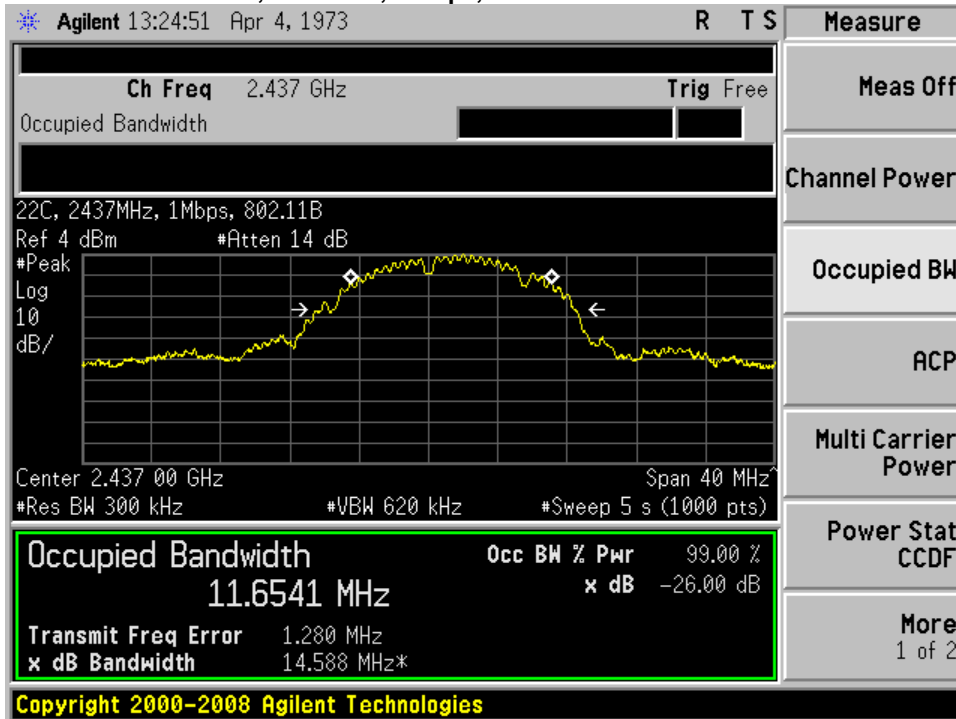 Agilent 13:24:51 Apr 4, 1973 R T S
Measure
Ch Freq 2.437 GHz Trig Free
Occupied Bandwidth
22C, 2437MHz, 1Mbps, 802.11B
Ref 4 dBm #Atten 14 dB
#Peak
Log
10
dB/
Center 2.437 00 GHz Span 40 MHz^
#Res BW 300 kHz #VBW 620 kHz #Sweep 5 s (1000 pts)
Occupied Bandwidth Occ BW % Pwr 99.00 %
11.6541 MHz x dB -26.00 dB
Transmit Freq Error 1.280 MHz
x dB Bandwidth 14.588 MHz*
Meas Off
Channel Power
Occupied BW
ACP
Multi Carrier
Power
Power Stat
CCDF
More
1 of 2
Copyright 2000-2008 Agilent Technologies